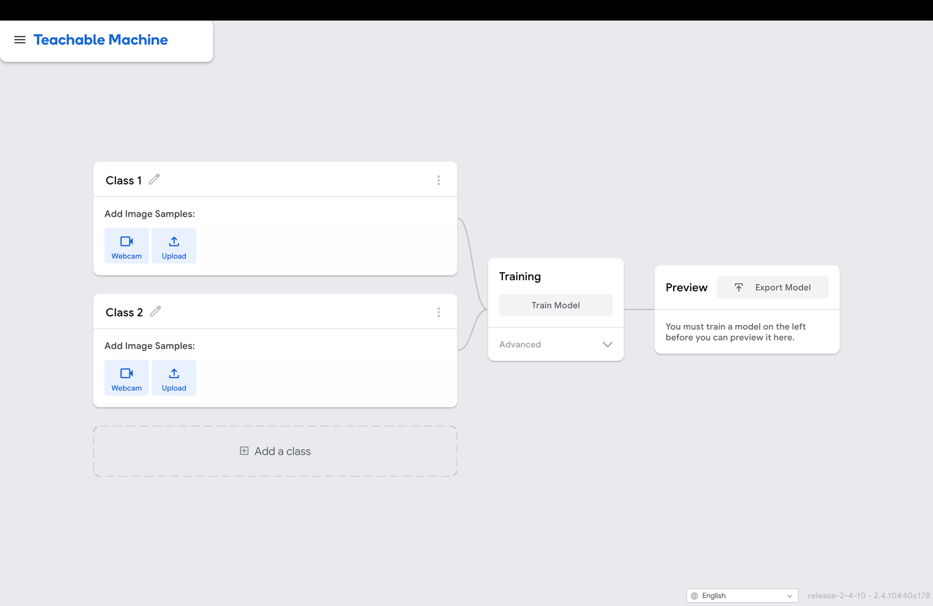 Teachable Machine
Class 1
Add Image Samples:
Webcam
Upload
Class 2
Add Image Samples:
Webcam
Upload
Add a class
Training
Train Model
Advanced
Preview
Export Model
You must train a model on the left
before you can preview it here.
English
release-2-4-10 - 2.4.10#40c178